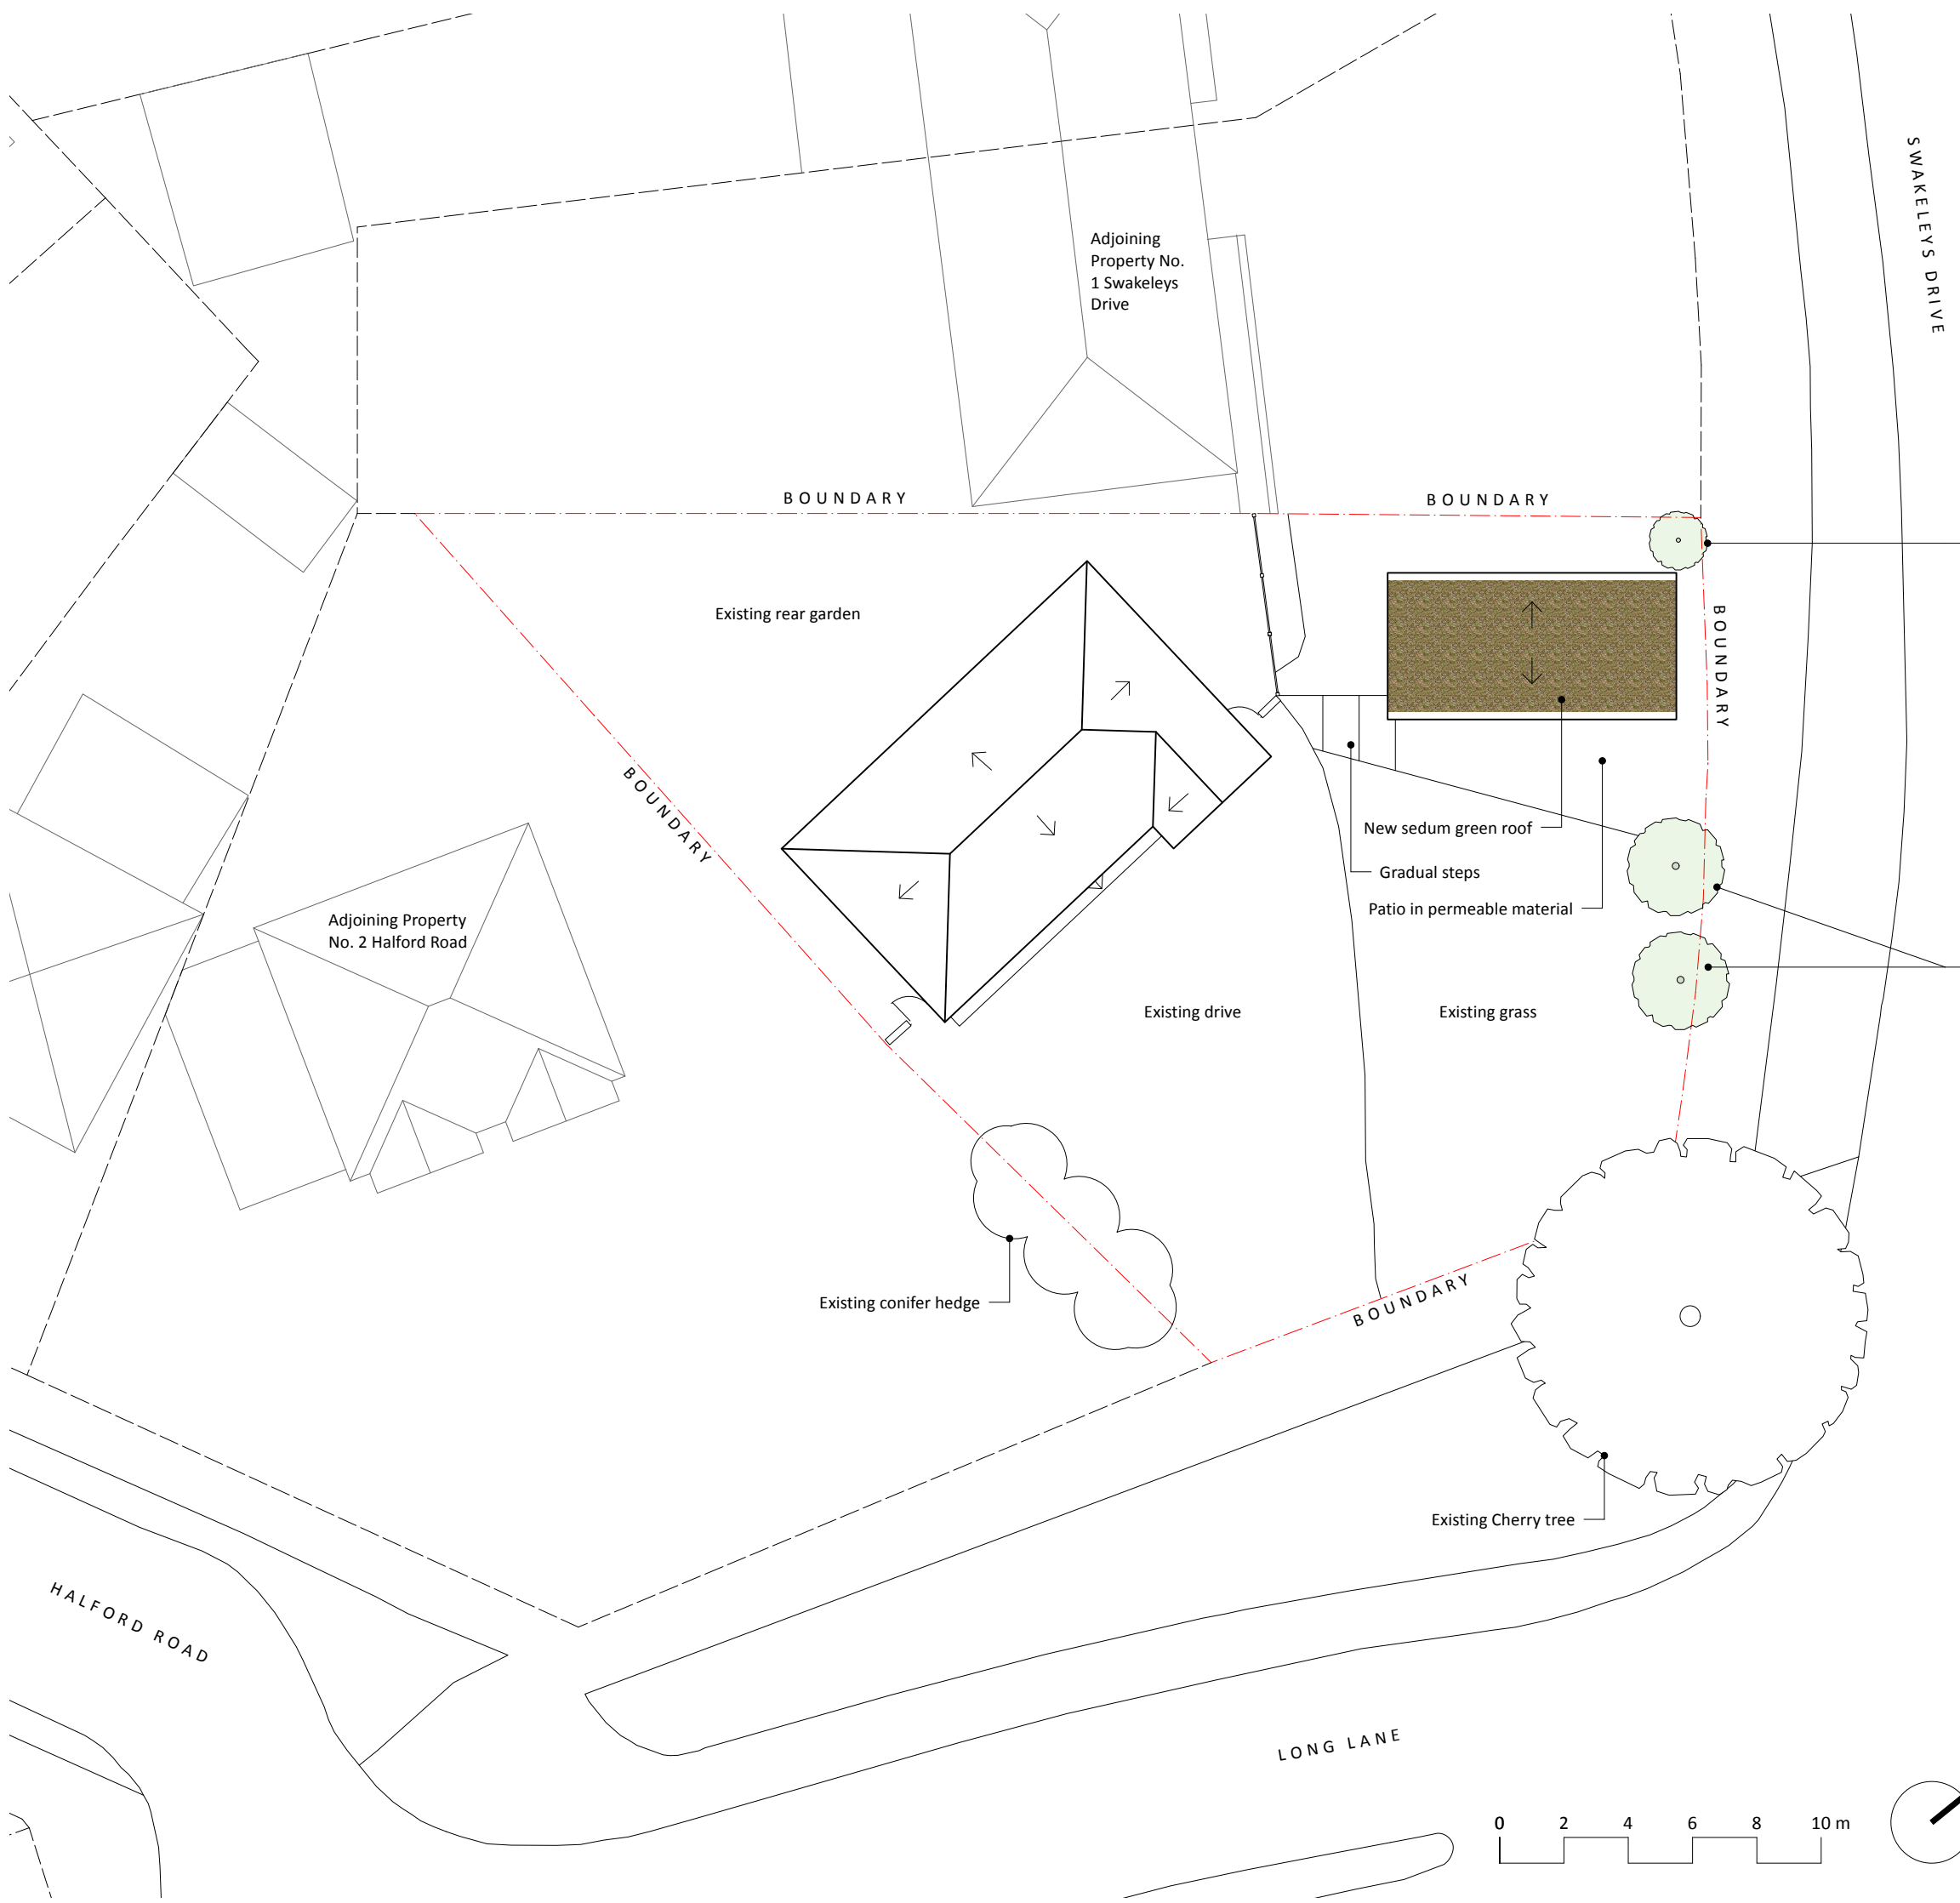 SWAKELEYS DRIVE
Adjoining
Property No.
1 Swakeleys
Drive
BOUNDARY
BOUNDARY
Existing rear garden
BOUNDARY
BOUNDARY
New sedum green roof
Gradual steps
Patio in permeable material
Adjoining Property
No. 2 Halford Road
Existing drive
Existing grass
Existing conifer hedge
BOUNDARY
Existing Cherry tree
HALFORD ROAD
LONG LANE
0 2 4 6 8 10 m